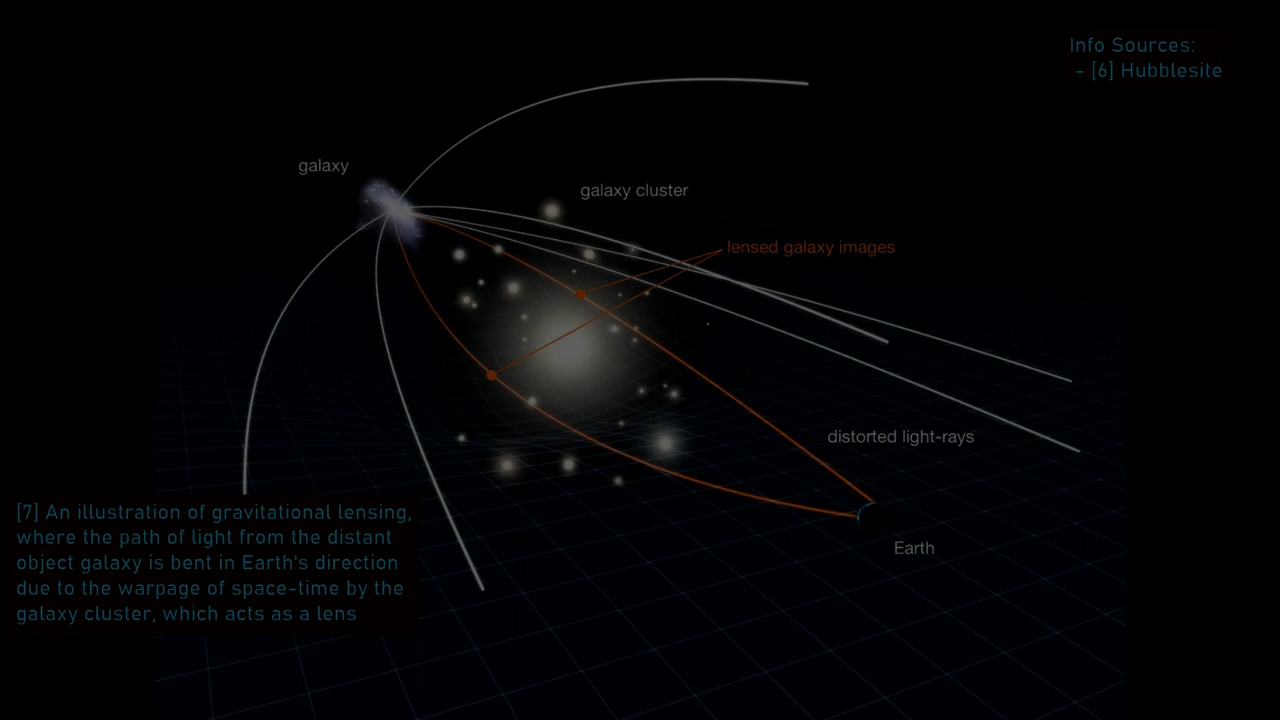 Info Sources:
- [6] Hubblesite
galaxy
galaxy cluster
lensed galaxy images
distorted light-rays
Earth
[7] An illustration of gravitational lensing,
where the path of light from the distant
object galaxy is bent in Earth's direction
due to the warpage of space-time by the
galaxy cluster, which acts as a lens